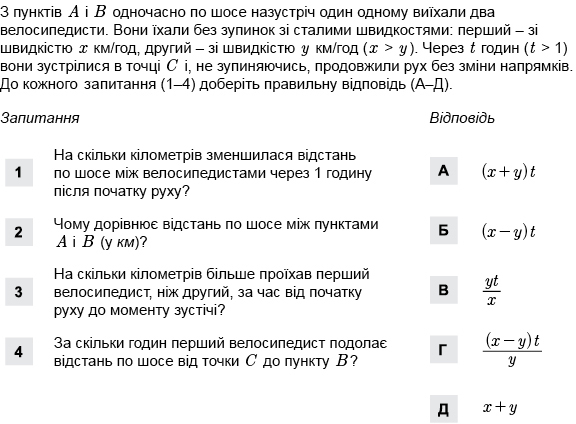 З пунктів A і B одночасно по шосе назустріч один одному виїхали два
велосипедисти. Вони їхали без зупинок зі сталими швидкостями: перший – зі
швидкістю x км/год, другий – зі швидкістю y км/год (x > y). Через t годин (t > 1)
вони зустрілися в точці C і, не зупиняючись, продовжили рух без зміни напрямків.
До кожного запитання (1–4) доберіть правильну відповідь (А–Д).
Запитання
Відповідь
1
На скільки кілометрів зменшилася відстань
по шосе між велосипедистами через 1 годину
після початку руху?
2
Чому дорівнює відстань по шосе між пунктами
A і B (у км)?
3
На скільки кілометрів більше проїхав перший
велосипедист, ніж другий, за час від початку
руху до моменту зустрічі?
4
За скільки годин перший велосипедист подолає
відстань по шосе від точки C до пункту B?
А (x + y) t
Б (x − y) t
В yt/x
Г (x − y) t/y
Д x + y